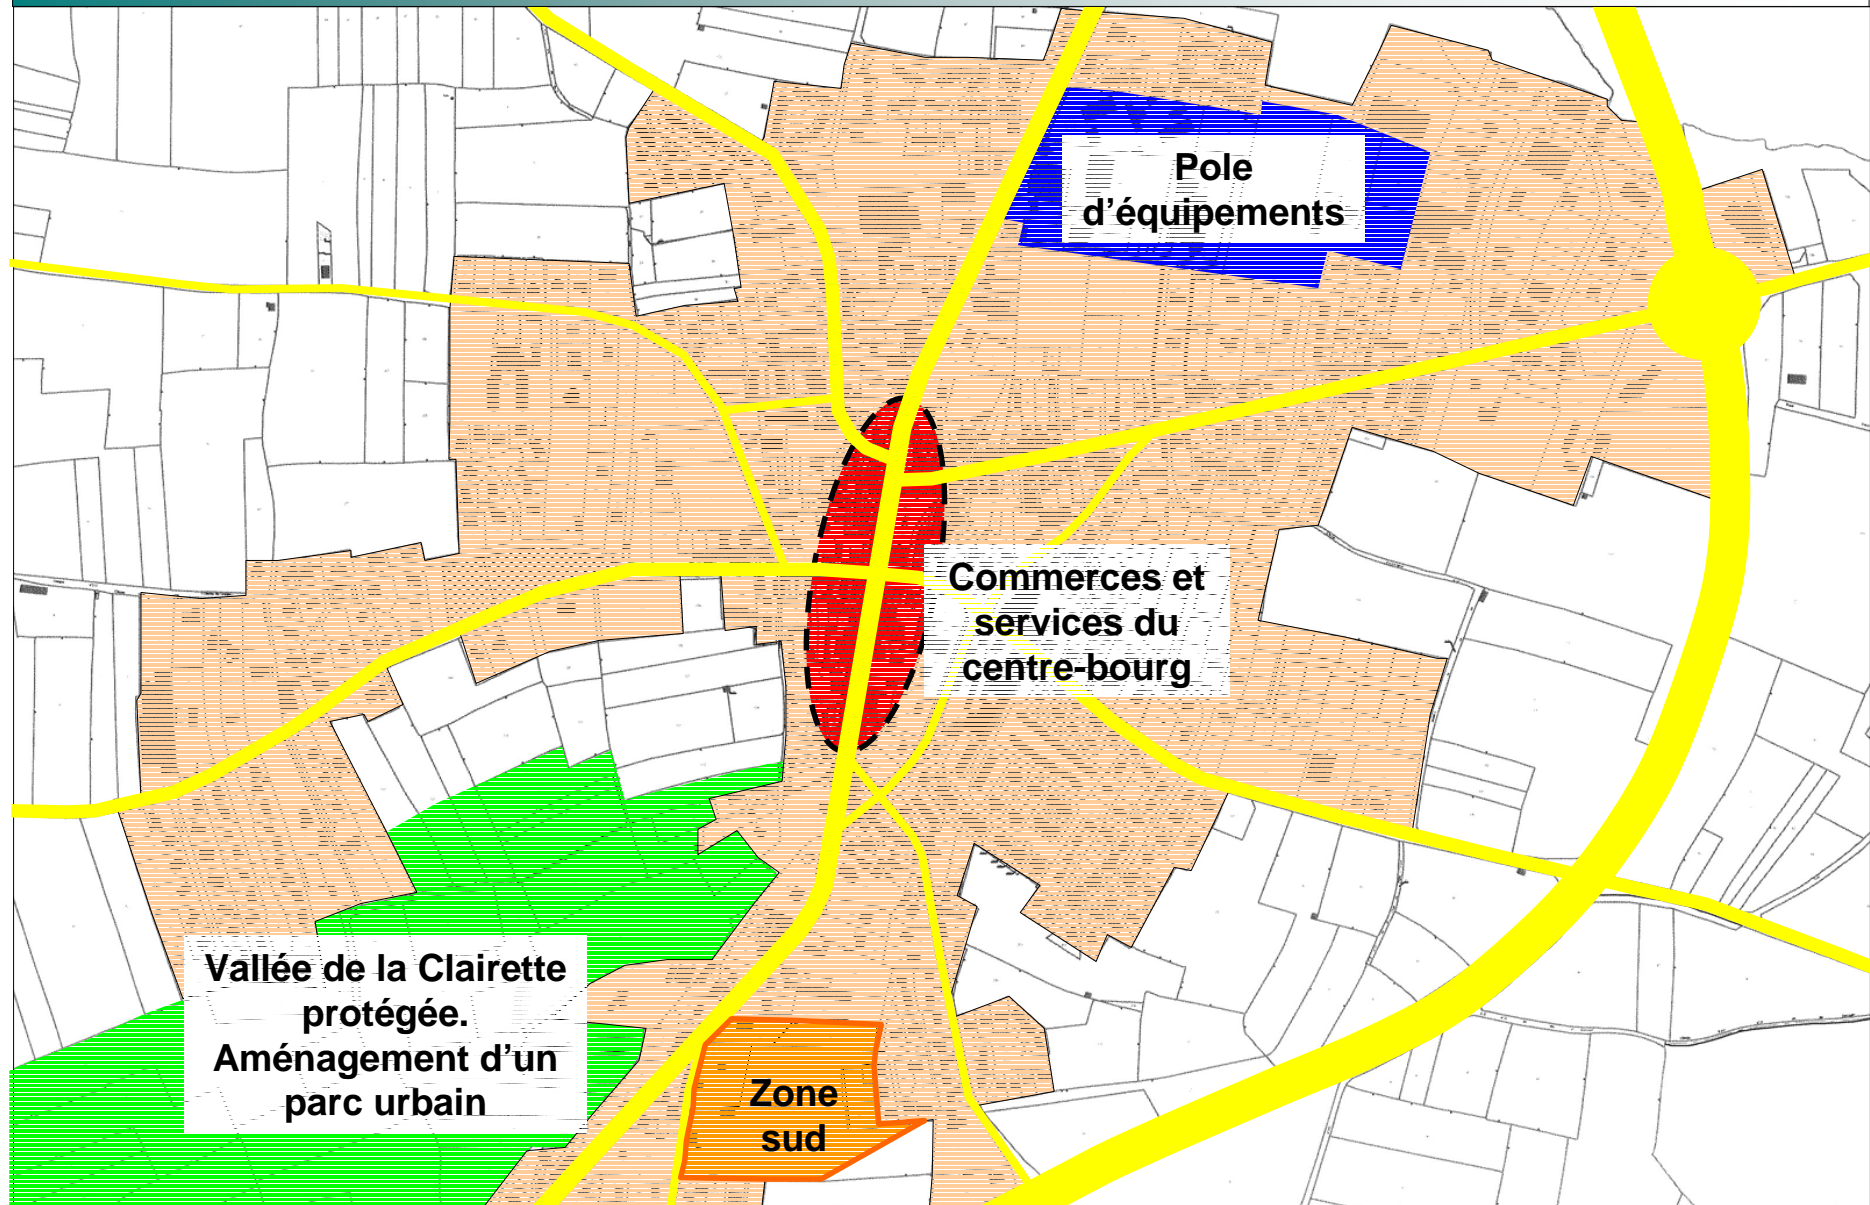 Pole
d’équipements
Commerces et
services du
centre-bourg
Vallée de la Clairette
protégée.
Aménagement d’un
parc urbain
Zone
sud